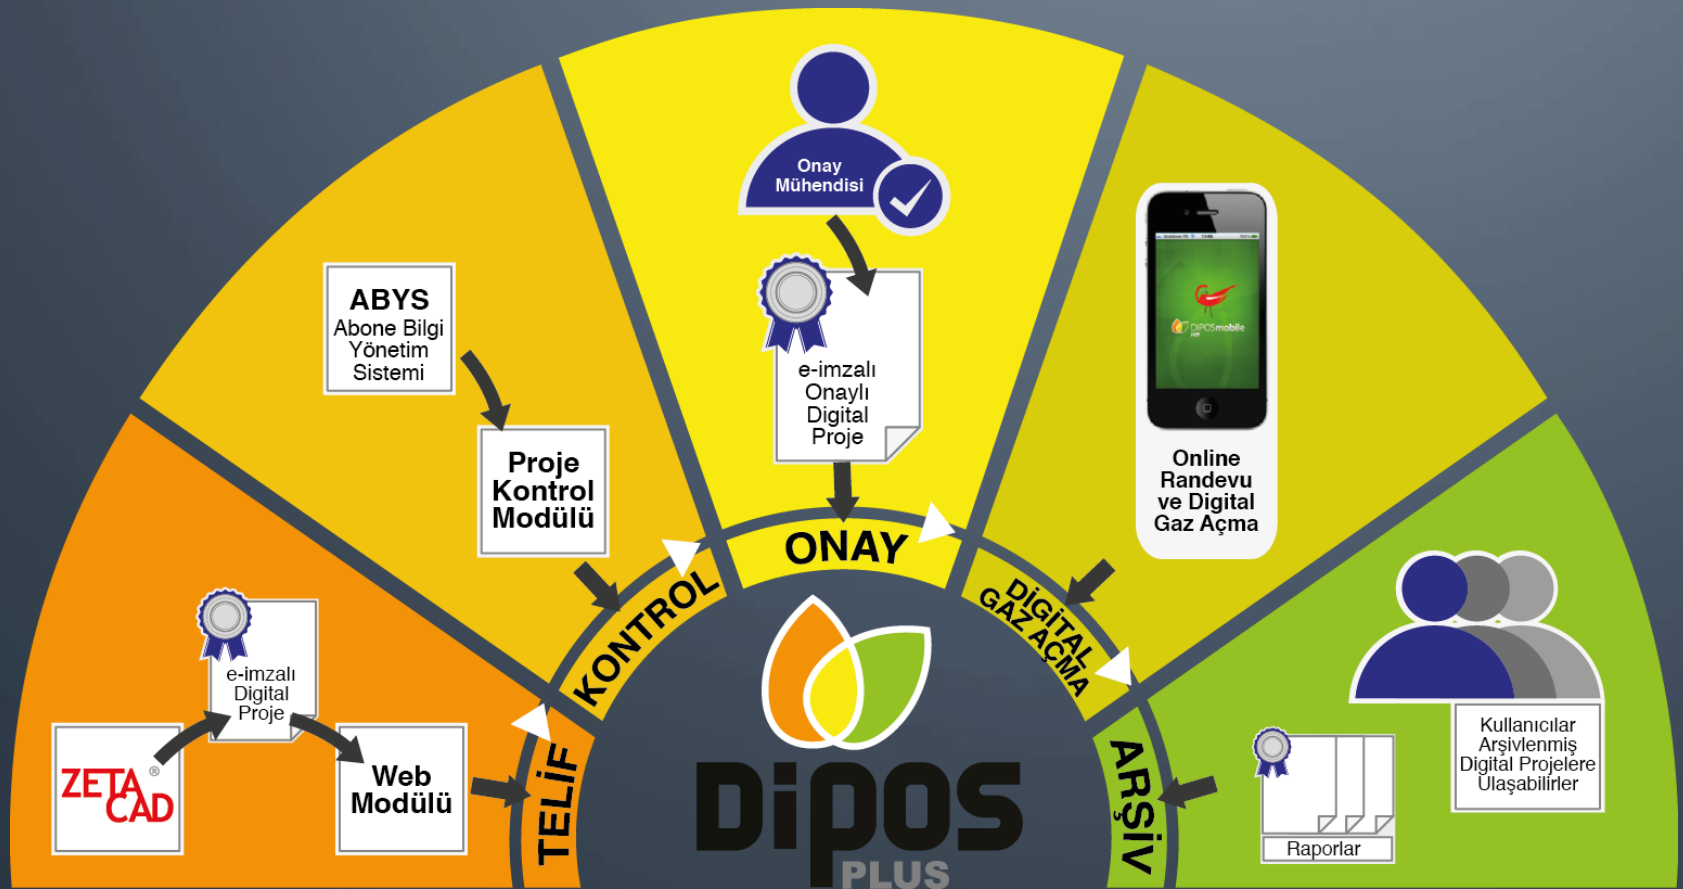 ZETA
CAD
®
e-imzalı
Digital
Proje
Web
Modülü
TELİF
ABYS
Abone Bilgi
Yönetim
Sistemi
Proje
Kontrol
Modülü
KONTROL
Onay
Mühendisi
e-imzalı
Onaylı
Digital
Proje
ONAY
DIPOSmobile
Online
Randevu
ve Digital
Gaz Açma
DİGİTAL
GAZ AÇMA
Kullanıcılar
Arşivlenmiş
Digital Projelere
Ulaşabilirler
Raporlar
ARŞİV
DiPOS
PLUS